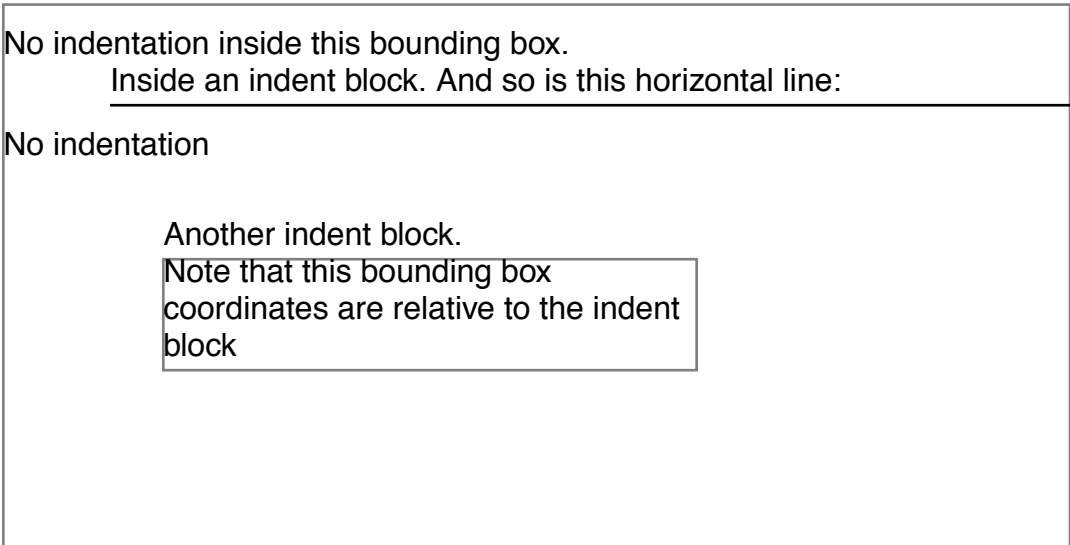 No indentation inside this bounding box.
Inside an indent block. And so is this horizontal line:
No indentation
Another indent block.
Note that this bounding box
coordinates are relative to the indent
block